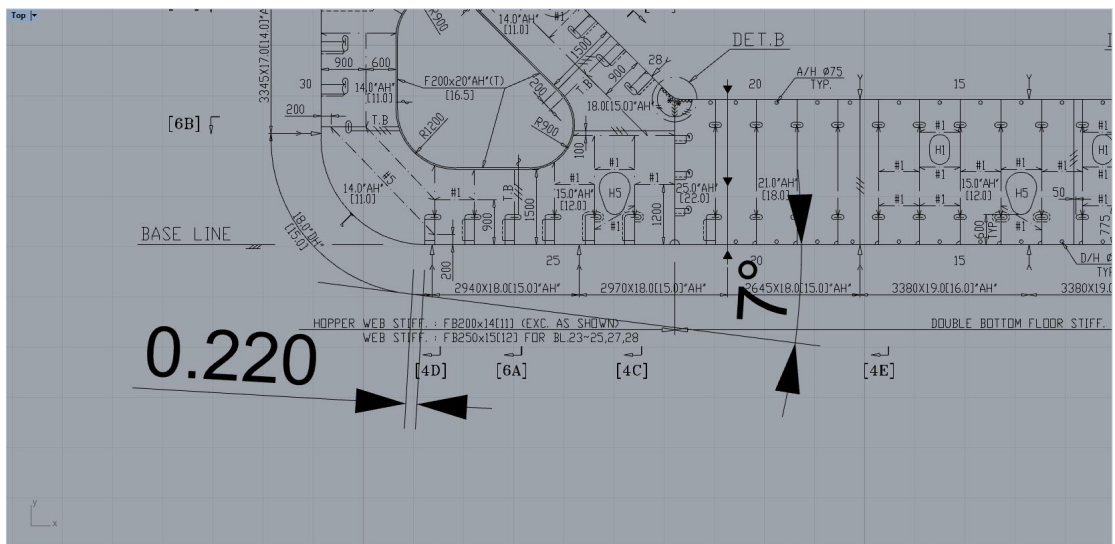 Top
3345X17.0[14.0]"A
R900
14.0"AH"
[11.0]
#1
1500
28
DET.B
900
600
F200x20"AH"(T)
[16.5]
200
T.B
900
A/H Ø75
TYP.
20
15
30
14.0"AH"
[11.0]
18.0[15.0]"AH"
200
[6B]
T.B
R1200
R900
100
#1
#1
H1
#1
H1
#5
14.0"AH"
[11.0]
#1
#1
15.0"AH"
[12.0]
H5
#1
25.0"AH"
[22.0]
21.0"AH"
[18.0]
#1
#1
#1
15.0"AH"
[12.0]
H5
#1
50
T.B
900
1500
#1
1200
#1
#1
600
TYP.
#1
775
18.0"DH"
[15.0]
BASE LINE
200
25
20
15
D/H
2940X18.0[15.0]"AH"
2970X18.0[15.0]"AH"
2645X18.0[15.0]"AH"
3380X19.0[16.0]"AH"
7°
HOPPER WEB STIFF. : FB200x14[11] (EXC. AS SHOWN)
WEB STIFF. : FB250x15[12] FOR BL.23~25,27,28
DOUBLE BOTTOM FLOOR STIFF.
0.220
[4D]
[6A]
[4C]
[4E]
y
x